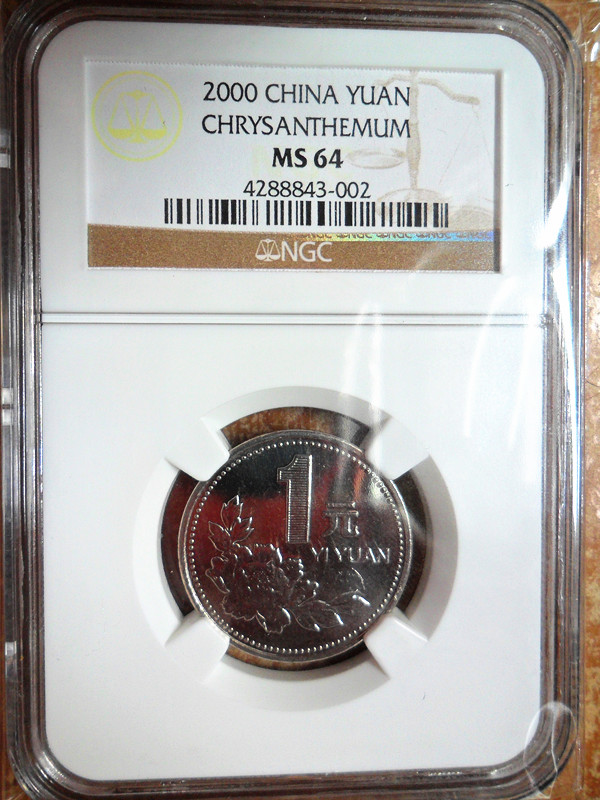 2000 CHINA YUAN
CHRYSANTHEMUM
MS 64
4288843-002
NGC
1 元
YI YUAN